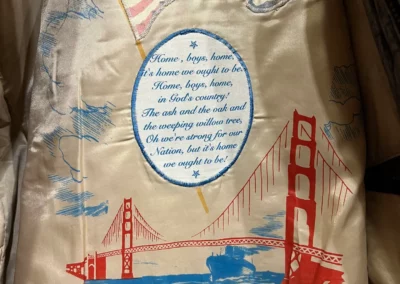 Home, boys, home,
it's home we ought to be.
Home, boys, home,
in God's country!
The ash and the oak and
the weeping willow tree,
Oh we're strong for our
Nation, but it's home
we ought to be!